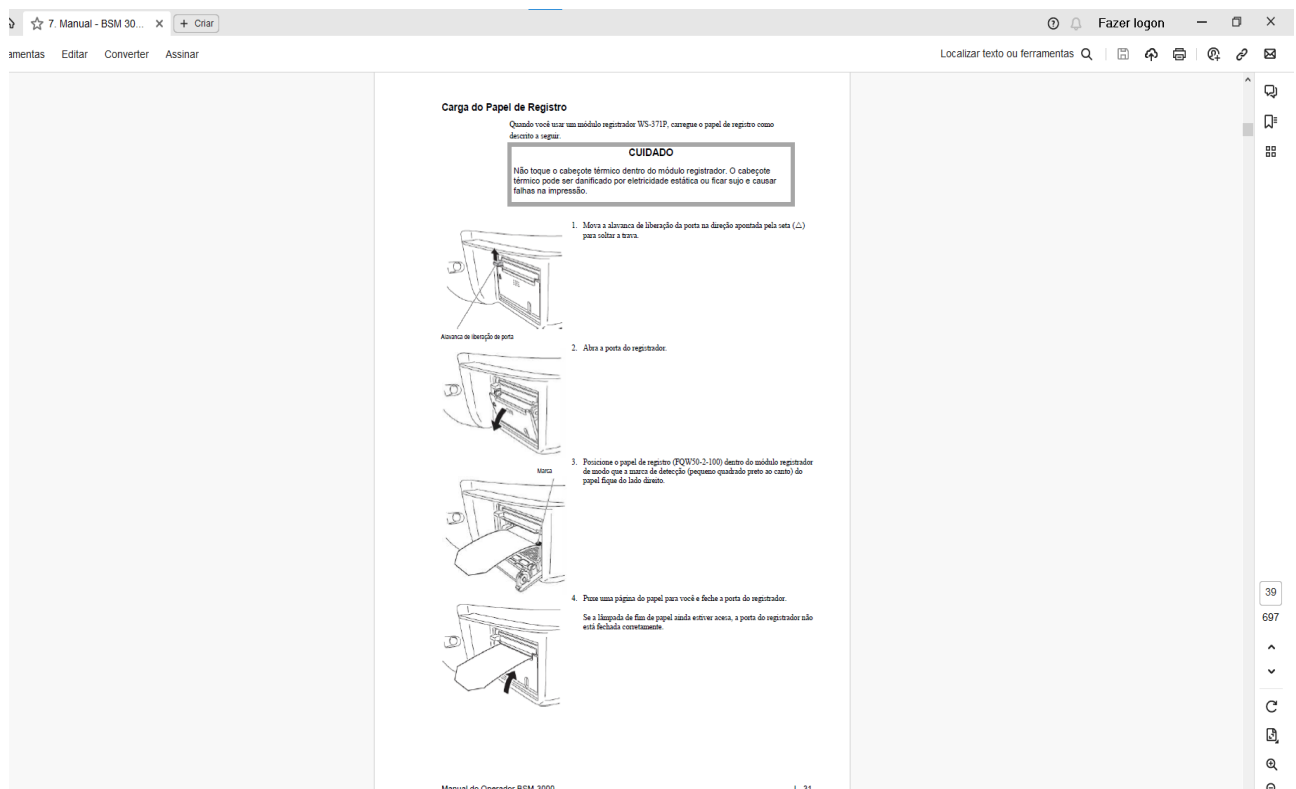 7. Manual - BSM 30... × + Criar
Fazer logon
Editar Converter Assinar
Localizar texto ou ferramentas
Carga do Papel de Registro
Quando você usar um módulo registrador WS-371P, carregue o papel de registro como
descrito a seguir.
CUIDADO
Não toque o cabeçote térmico dentro do módulo registrador. O cabeçote
térmico pode ser danificado por eletricidade estática ou ficar sujo e causar
falhas na impressão.
1. Mova a alavanca de liberação da porta na direção apontada pela seta (△)
para soltar a trava.
Alavanca de liberação de porta
2. Abra a porta do registrador.
3. Posicione o papel de registro (FQW50-2-100) dentro do módulo registrador
de modo que a marca de detecção (pequeno quadrado preto ao canto) do
papel fique do lado direito.
Marca
4. Puxe uma página do papel para você e feche a porta do registrador.
Se a lâmpada de fim de papel ainda estiver acesa, a porta do registrador não
está fechada corretamente.
39
697
Manual do Operador BSM 3000